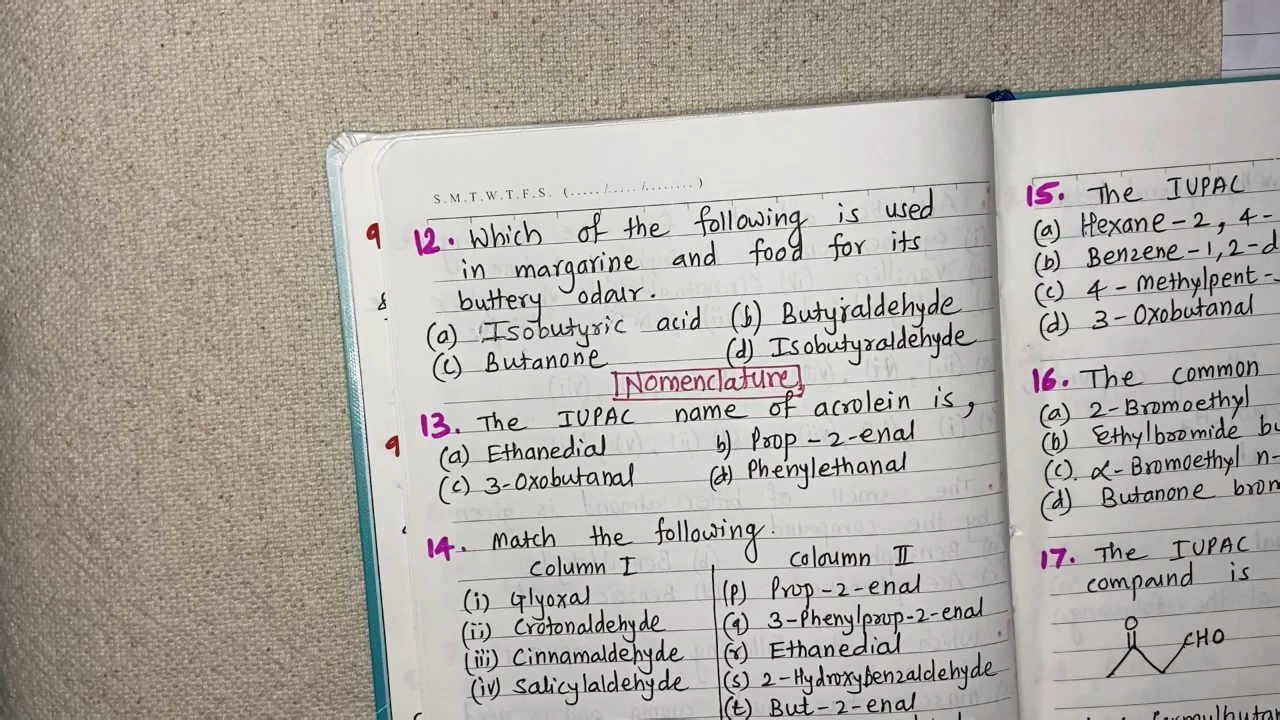 S.M.T.W.T.F.S. (...../...../........)
9 12. Which of the following is used
in margarine and food for its
buttery odour.
(a) Isobutyric acid (b) Butyraldehyde
(c) Butanone (d) Isobutyraldehyde
Nomenclature
13. The IUPAC name of acrolein is,
9 (a) Ethanedial b) Prop-2-enal
(c) 3-Oxobutanal (d) Phenylethanal
14. Match the following.
Column I Coloumn II
(i) Glyoxal (p) Prop-2-enal
(ii) Crotonaldehyde (q) 3-Phenylprop-2-enal
(iii) Cinnamaldehyde (r) Ethanedial
(iv) Salicylaldehyde (s) 2-Hydroxybenzaldehyde
(t) But-2-enal
15. The IUPAC
(a) Hexane-2, 4-
(b) Benzene-1,2-d
(c) 4-methylpent-
(d) 3-Oxobutanal
16. The common
(a) 2-Bromoethyl
(b) Ethylbromide bu
(c). α-Bromoethyl n-
(d) Butanone brom
17. The IUPAC
compound is
O
CHO